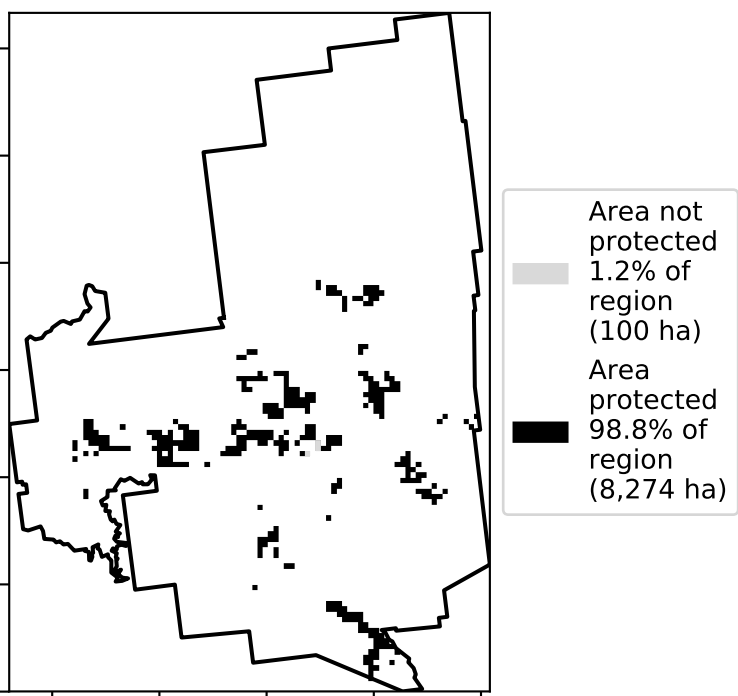 Area not
protected
1.2% of
region
(100 ha)
Area
protected
98.8% of
region
(8,274 ha)